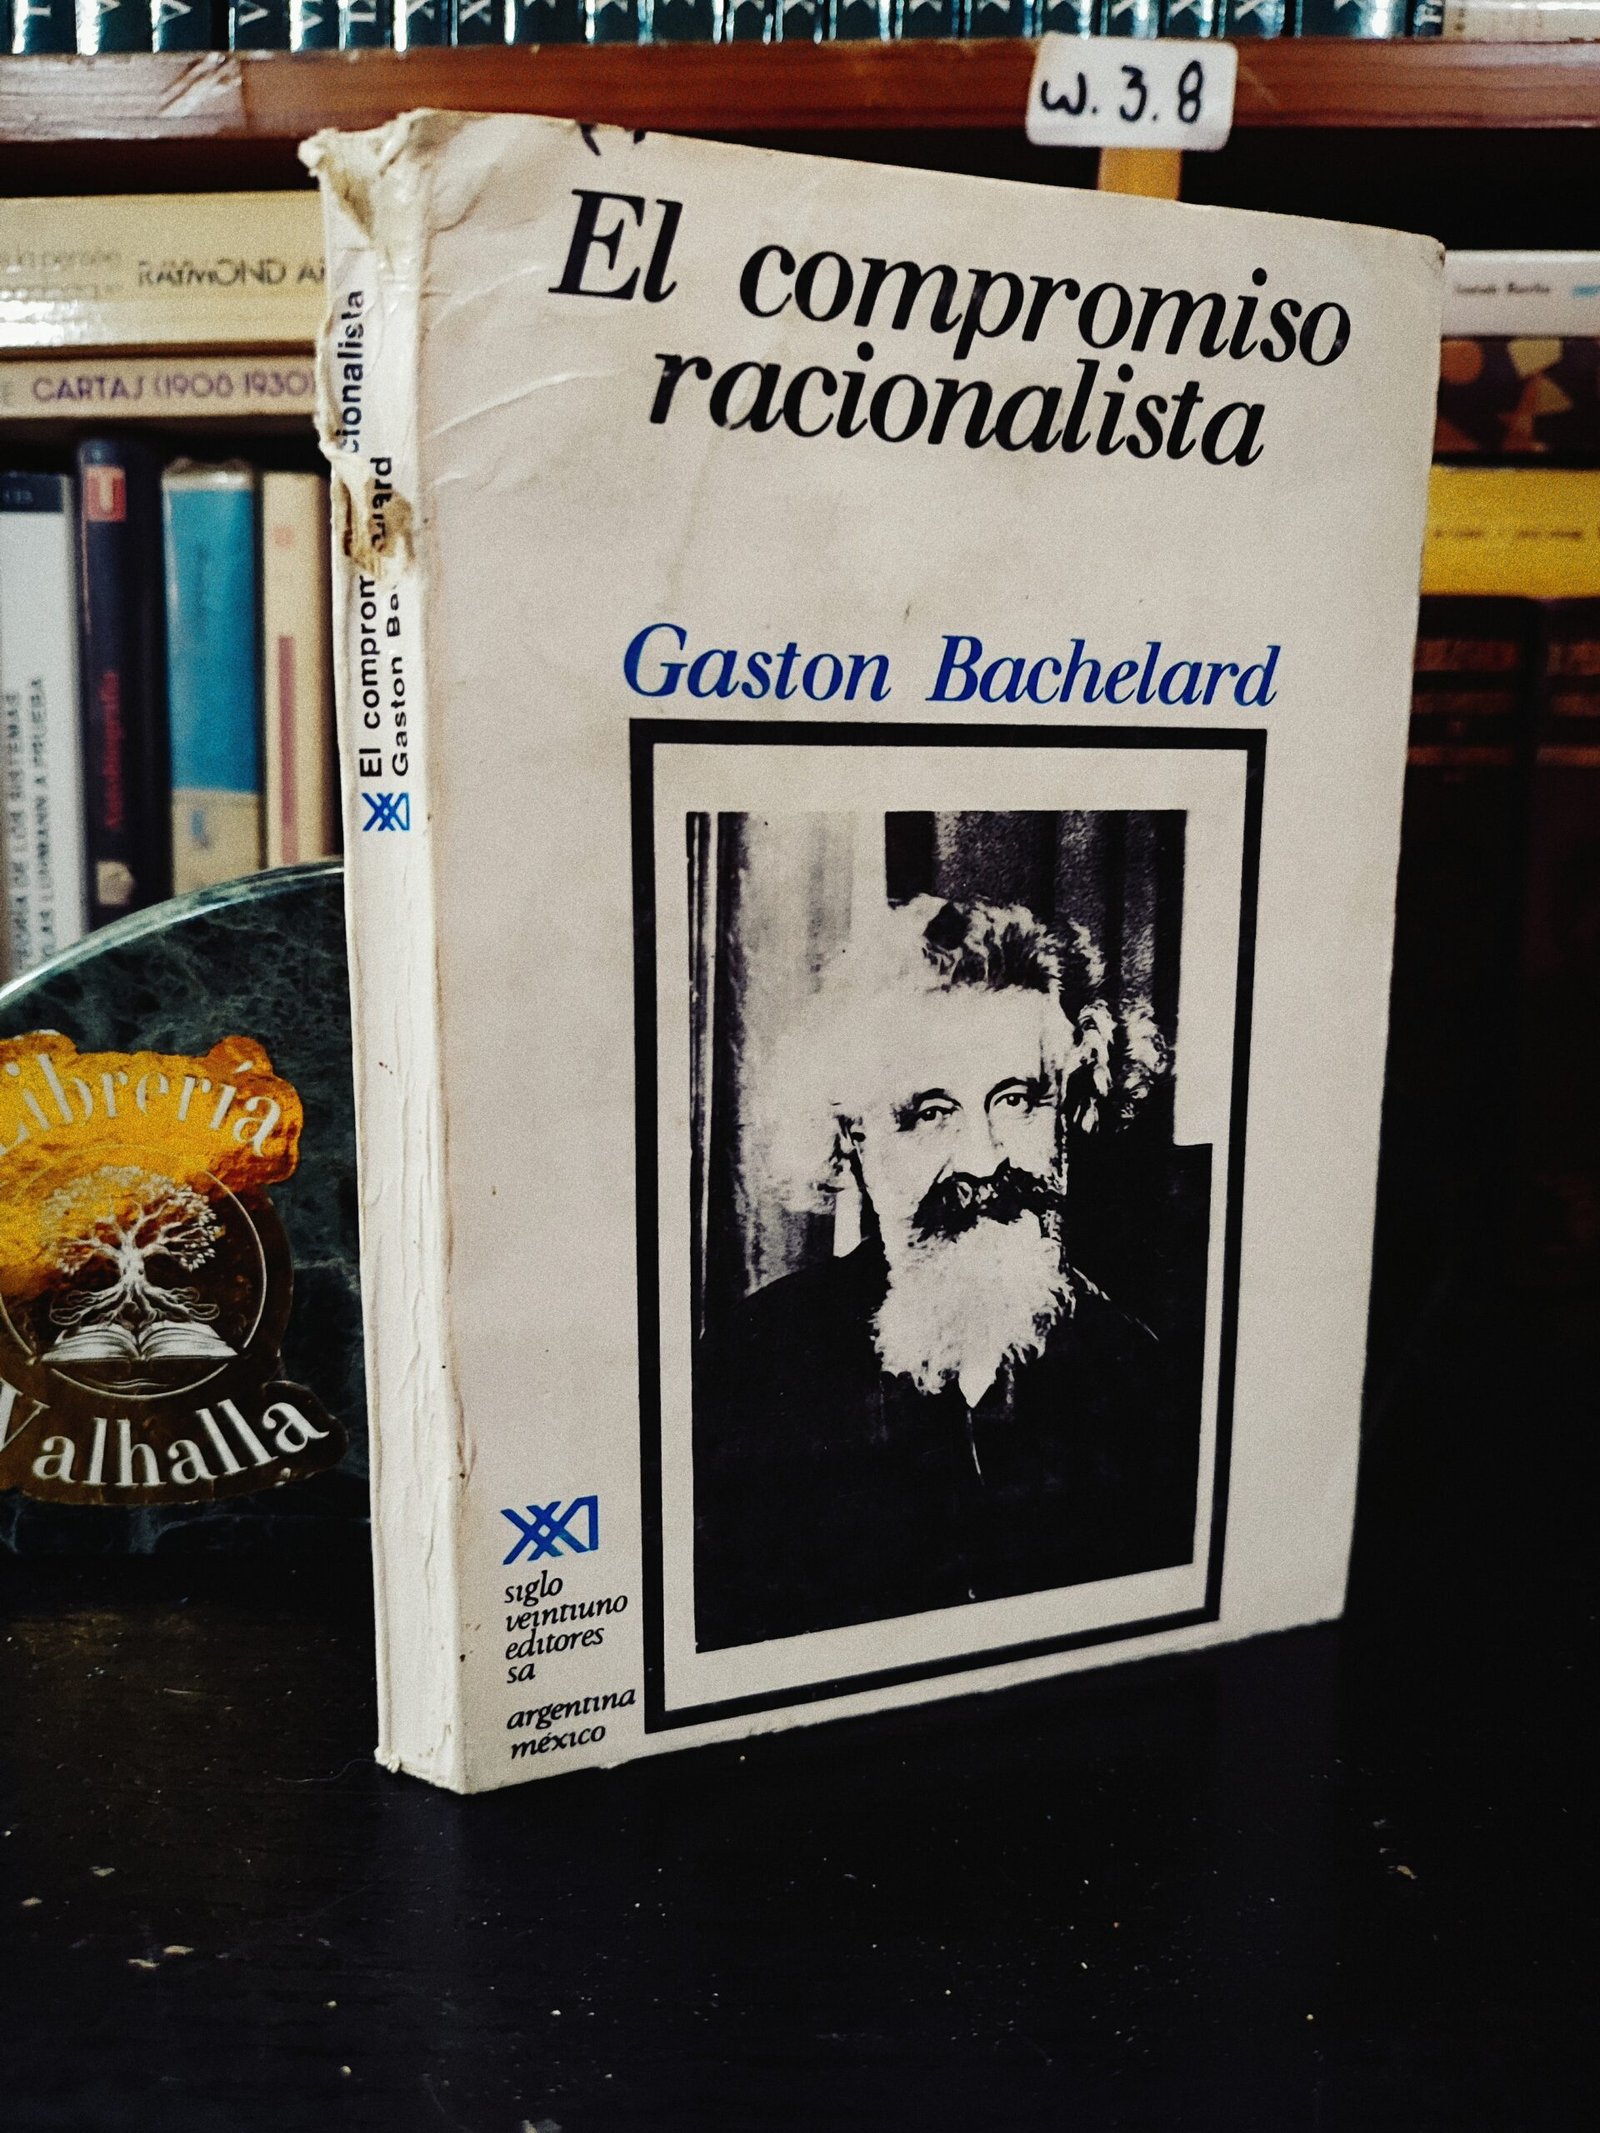 w. 3. 8
El compromiso
racionalista
Gaston Bachelard
siglo
veintiuno
editores
sa
argentina
méxico
cionalista
El comprom
Gaston Ba
ard
RAYMOND A
CARTAS (1908 1930)
Librería
Valhalla